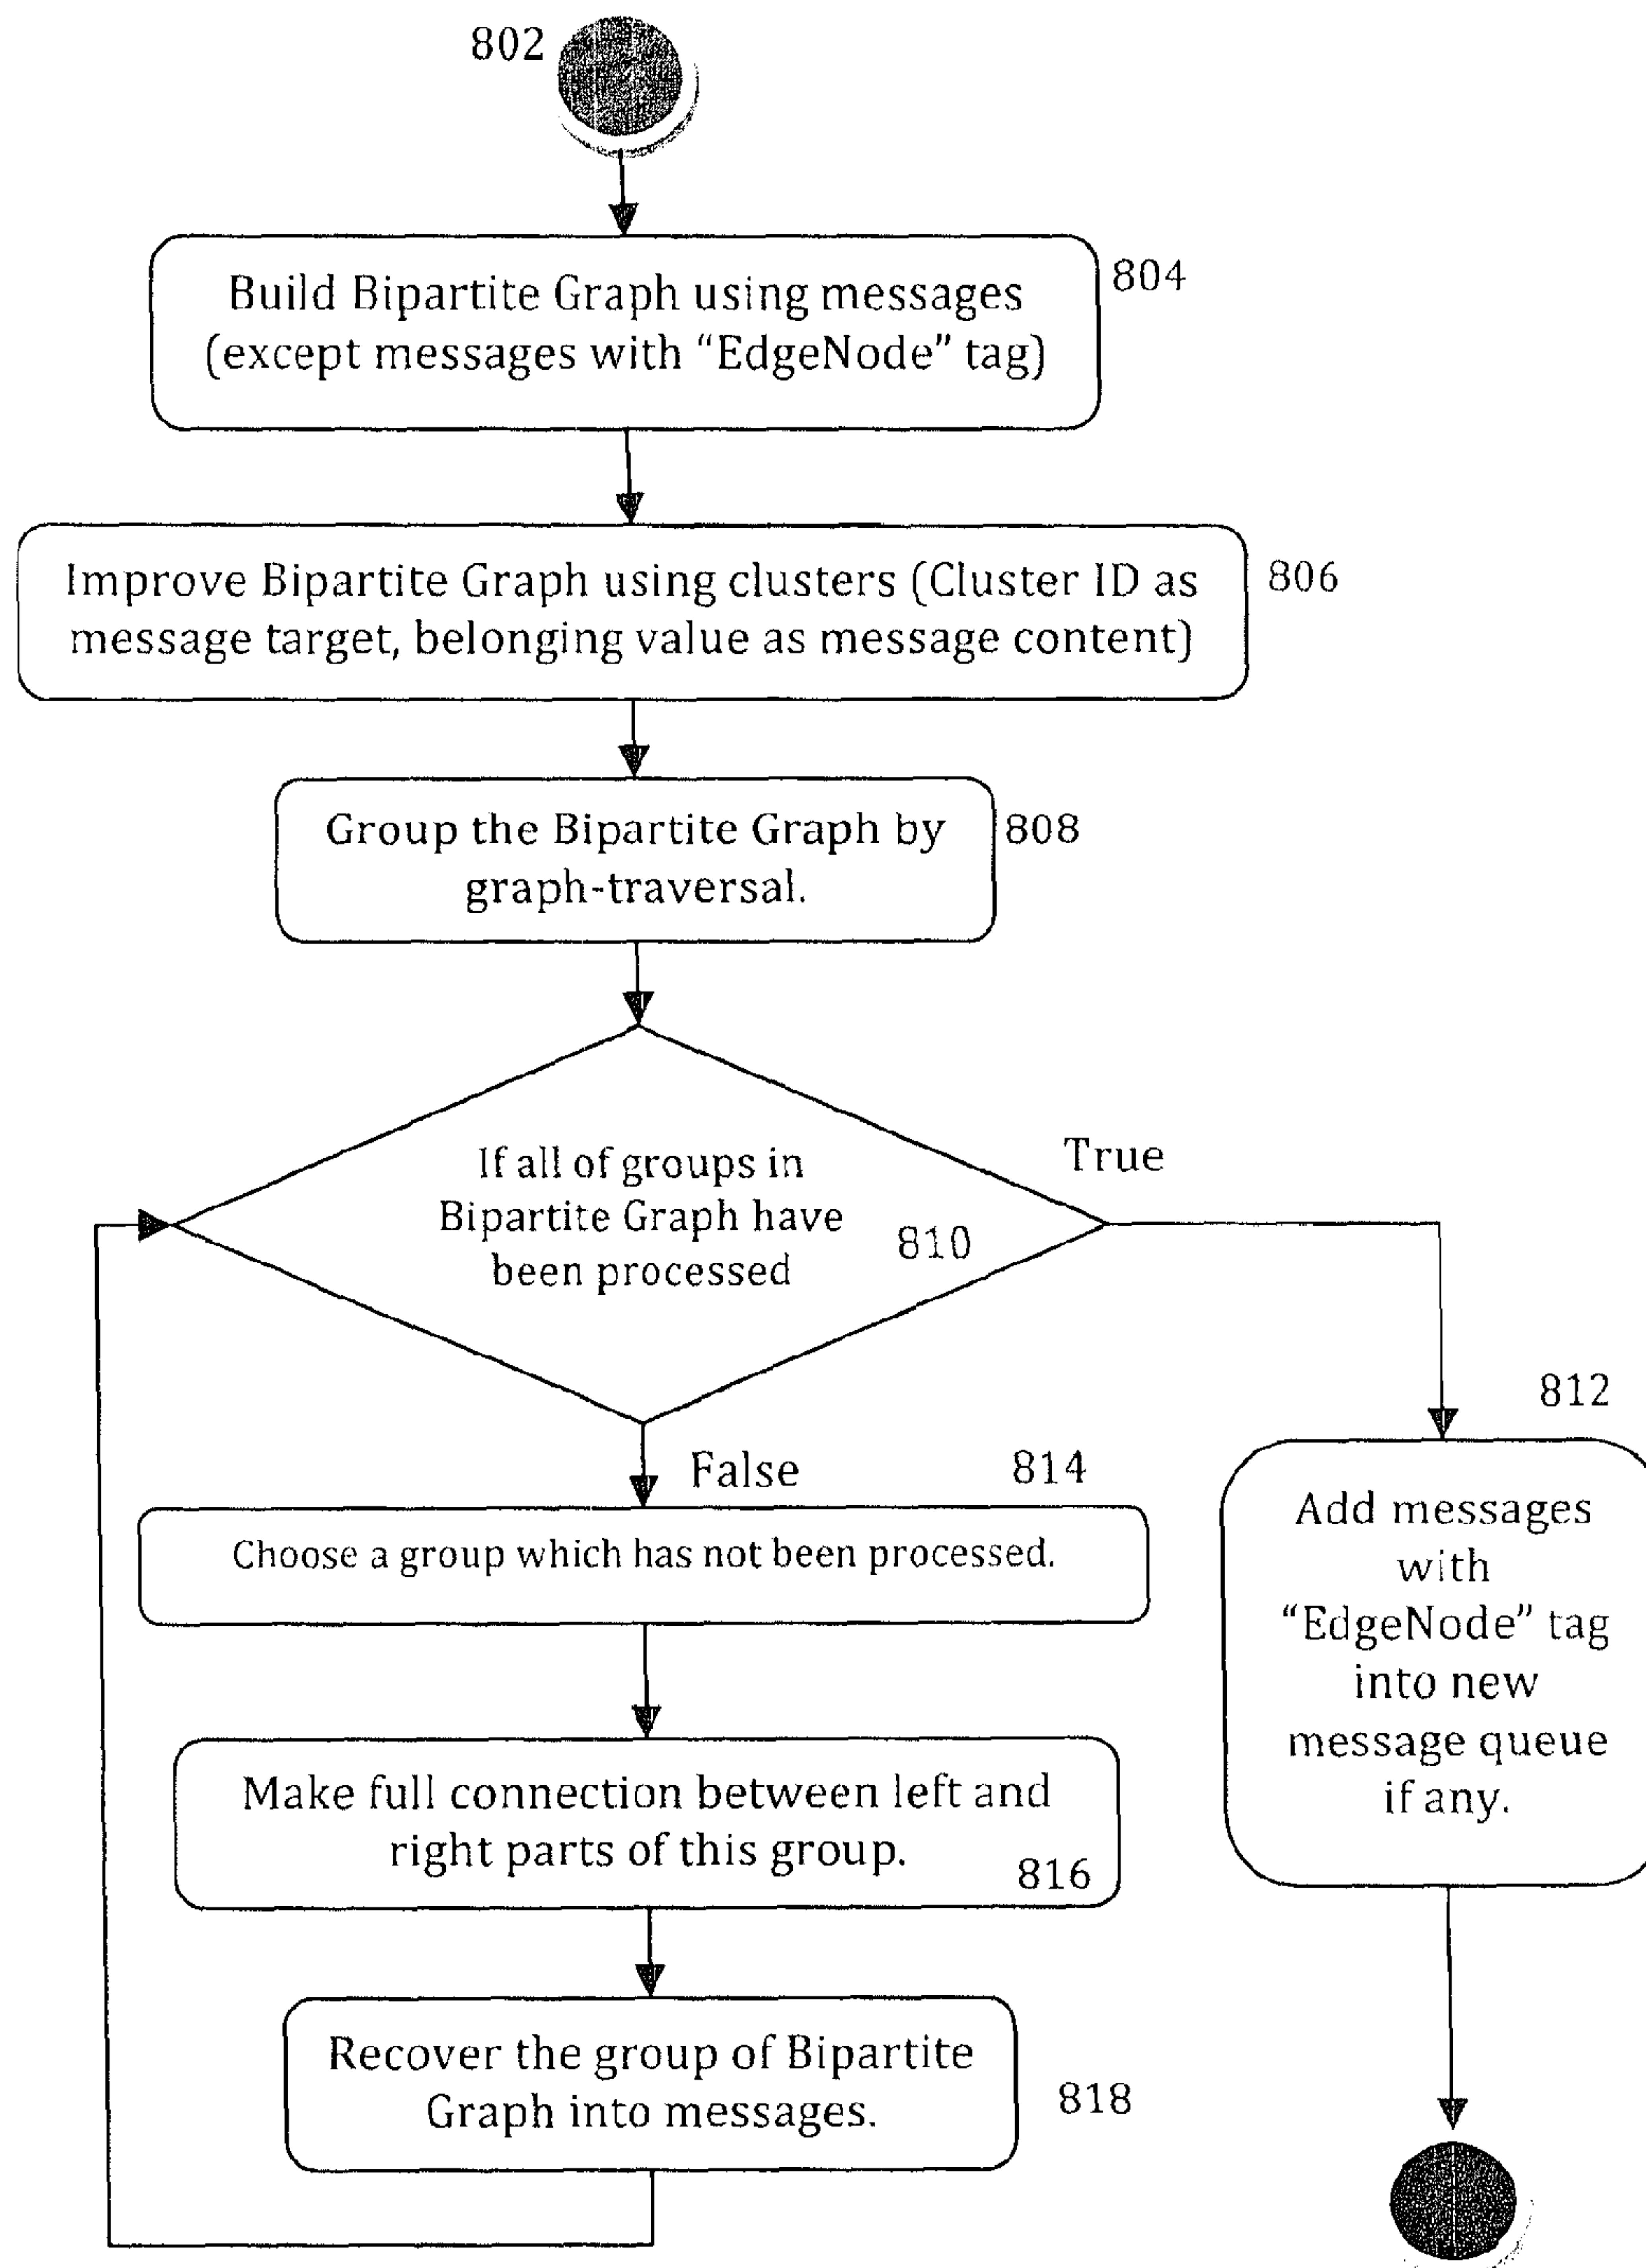 802
Build Bipartite Graph using messages
(except messages with “EdgeNode” tag)
804
Improve Bipartite Graph using clusters (Cluster ID as
message target, belonging value as message content)
806
Group the Bipartite Graph by
graph-traversal.
808
If all of groups in
Bipartite Graph have
been processed
810
True
812
False
814
Choose a group which has not been processed.
Add messages
with
“EdgeNode” tag
into new
message queue
if any.
Make full connection between left and
right parts of this group.
816
Recover the group of Bipartite
Graph into messages.
818